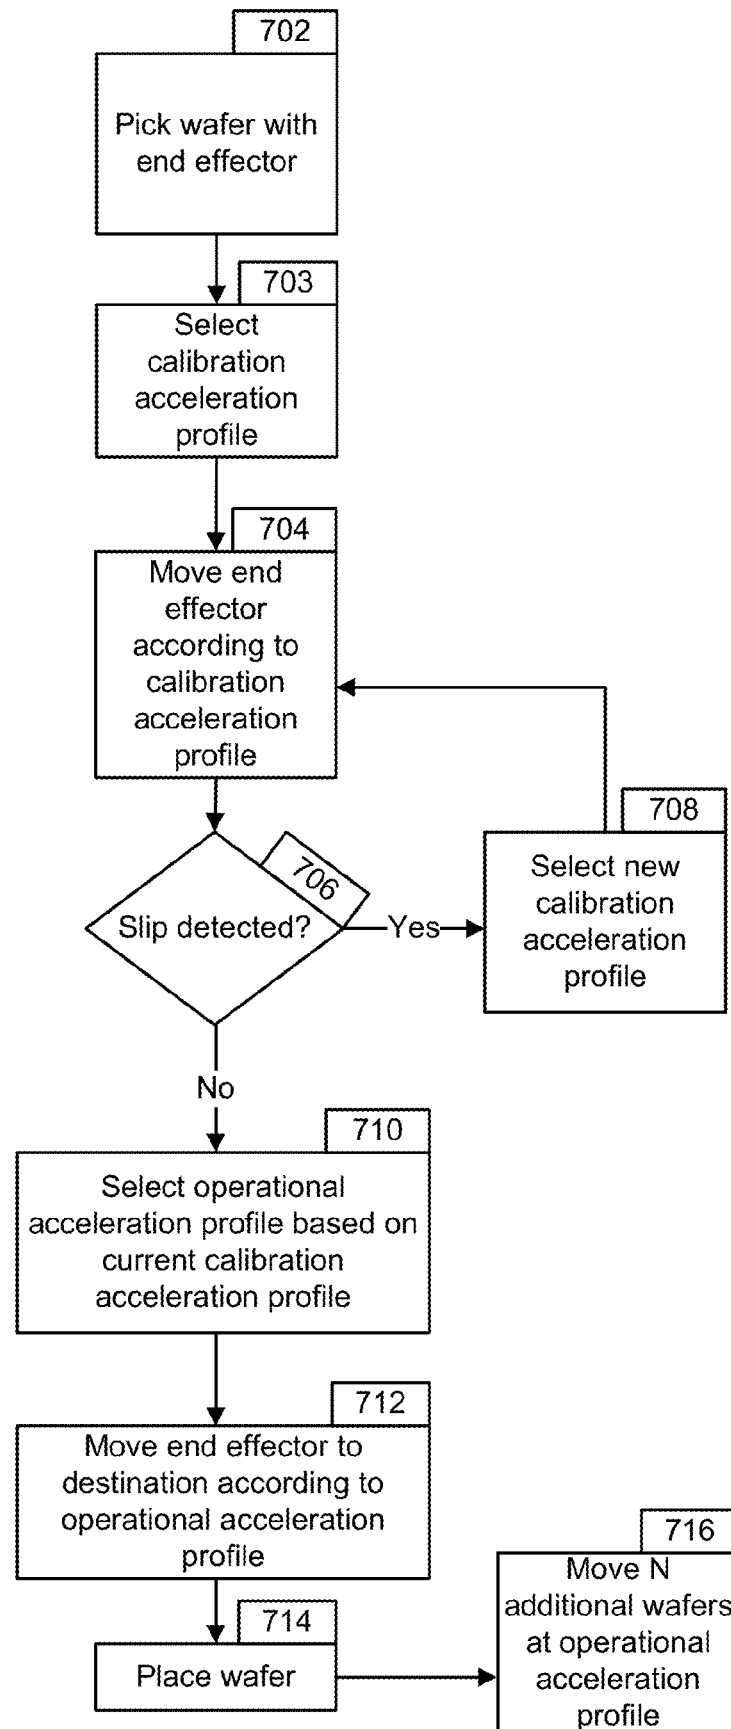 702
Pick wafer with
end effector
703
Select
calibration
acceleration
profile
704
Move end
effector
according to
calibration
acceleration
profile
706
Slip detected?
Yes
708
Select new
calibration
acceleration
profile
No
710
Select operational
acceleration profile based on
current calibration
acceleration profile
712
Move end effector to
destination according to
operational acceleration
profile
714
Place wafer
716
Move N
additional wafers
at operational
acceleration
profile